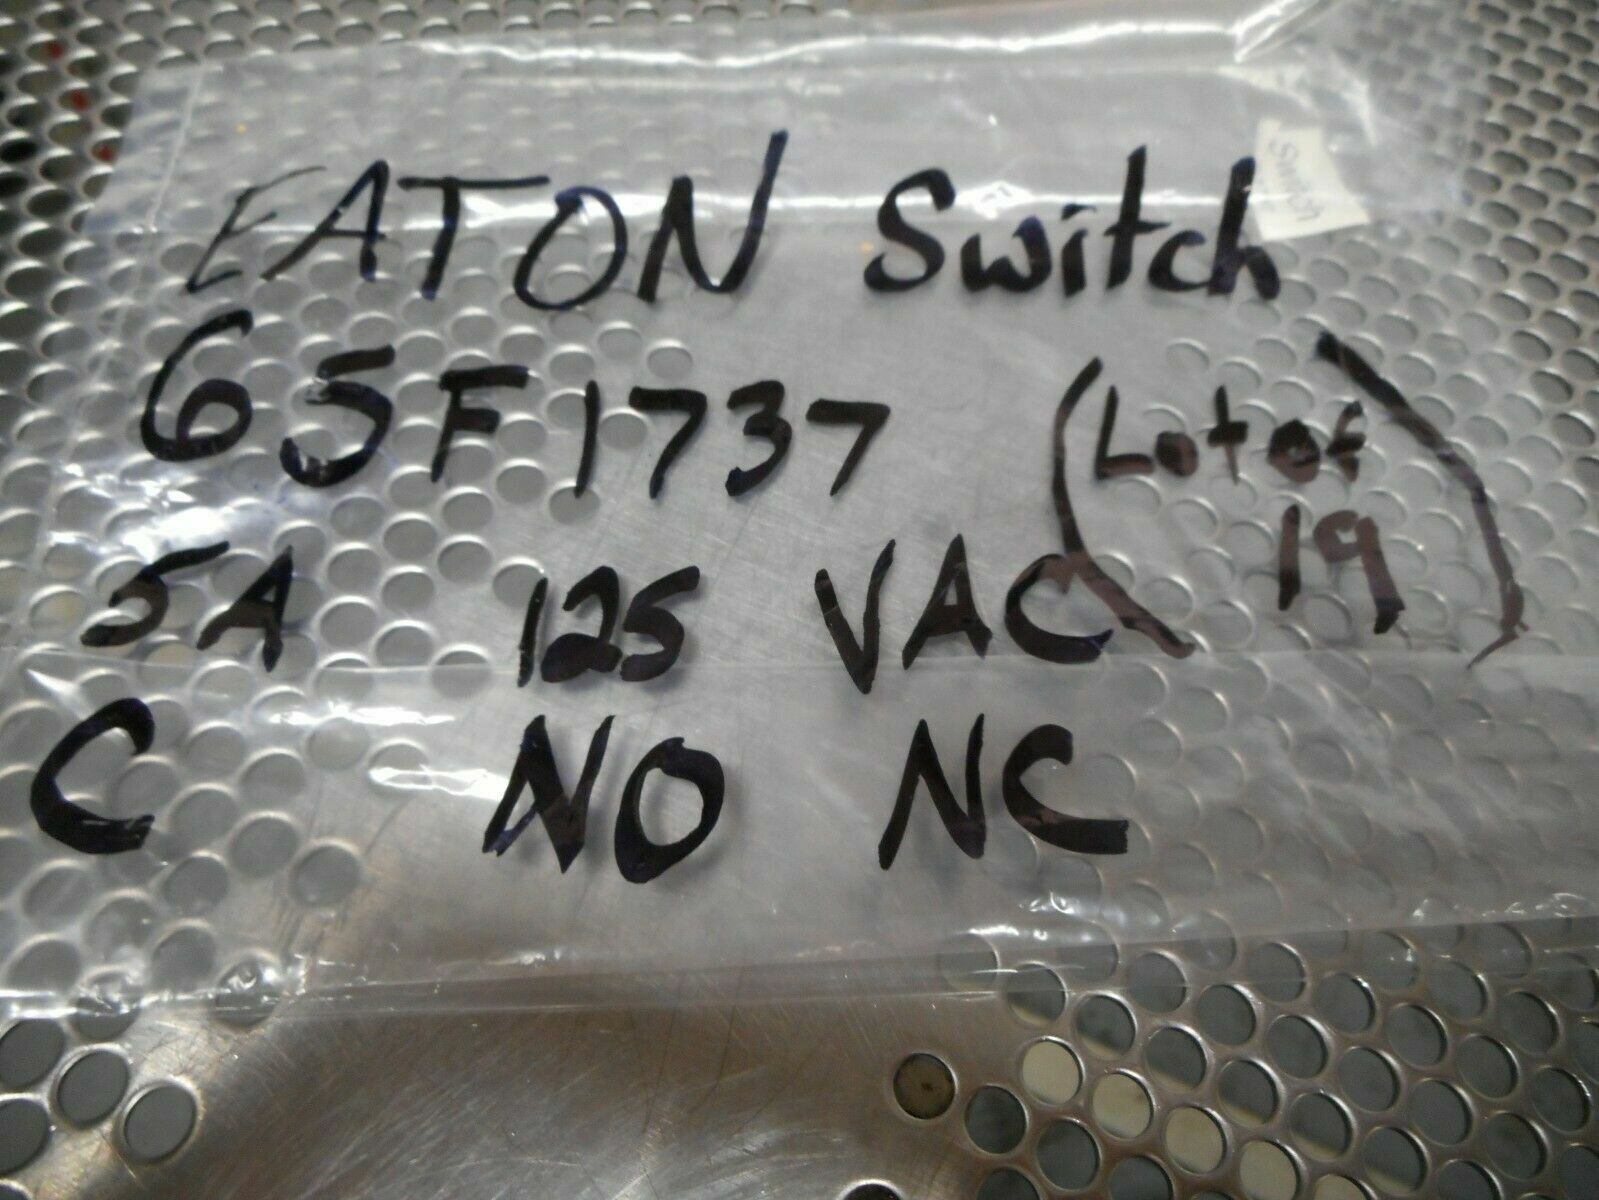 EATON Switch
65F1737 (Lot of
19)
5A 125 VAC
C NO NC